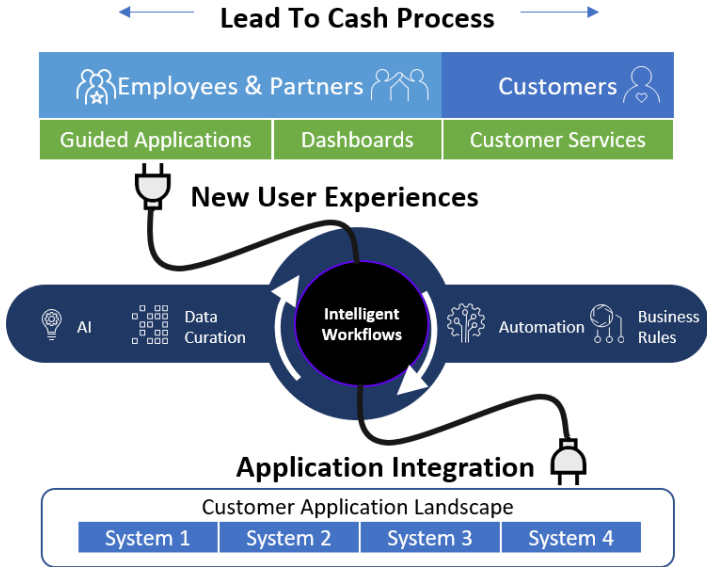 Lead To Cash Process
Employees & Partners
Customers
Guided Applications
Dashboards
Customer Services
New User Experiences
AI
Data
Curation
Intelligent
Workflows
Automation
Business
Rules
Application Integration
Customer Application Landscape
System 1
System 2
System 3
System 4